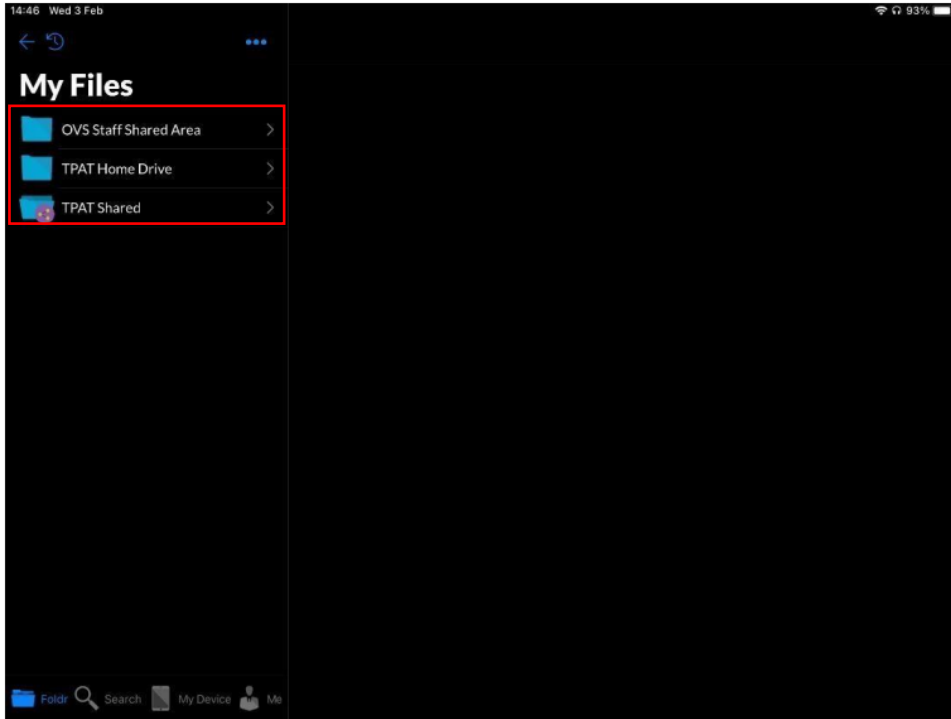 14:46 Wed 3 Feb
93%
My Files
OVS Staff Shared Area
TPAT Home Drive
TPAT Shared
Foldr Search My Device Me